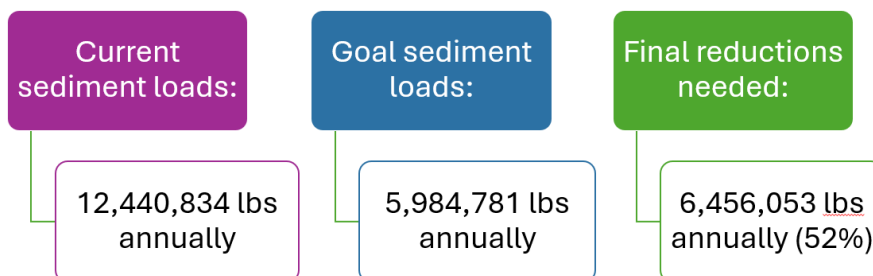 Current
sediment loads:
12,440,834 lbs
annually
Goal sediment
loads:
5,984,781 lbs
annually
Final reductions
needed:
6,456,053 lbs
annually (52%)